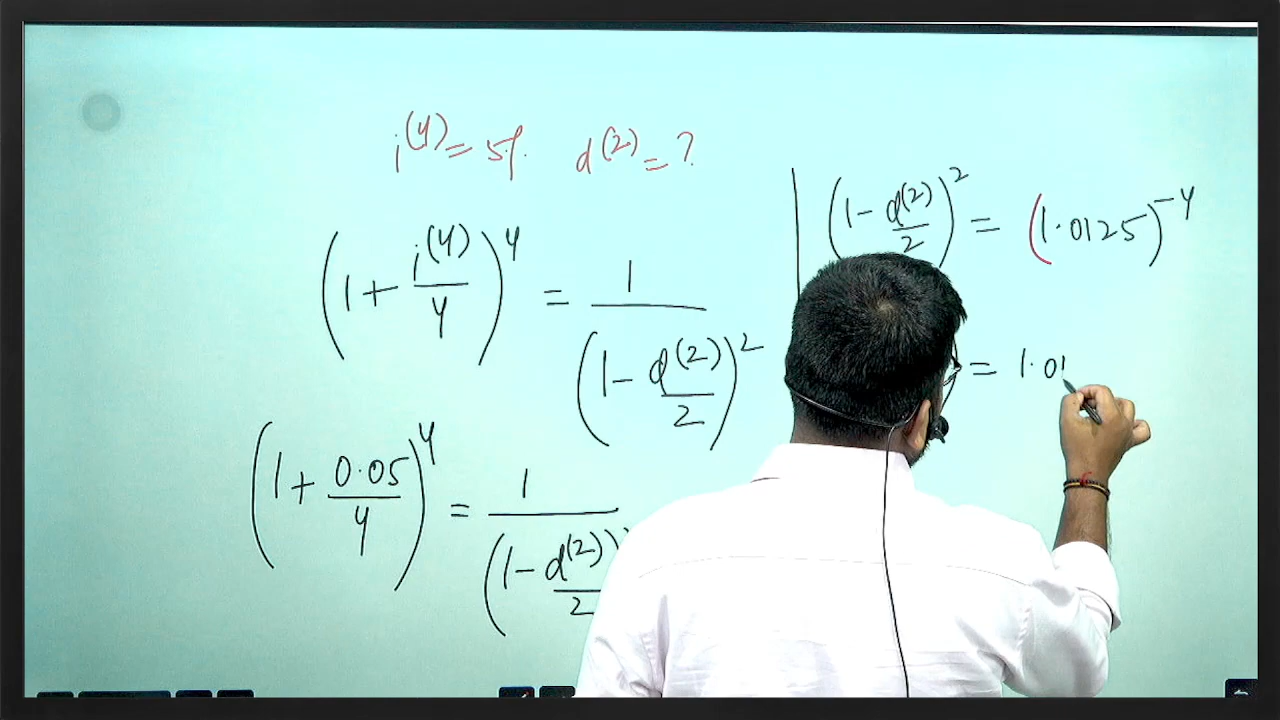 i^(4) = 5% d^(2) = ?
(1 + i^(4)/4)^4 = 1/(1 - d^(2)/2)^2
(1 + 0.05/4)^4 = 1/(1 - d^(2)/2)
(1 - d^(2)/2)^2 = (1.0125)^-4
= 1.01